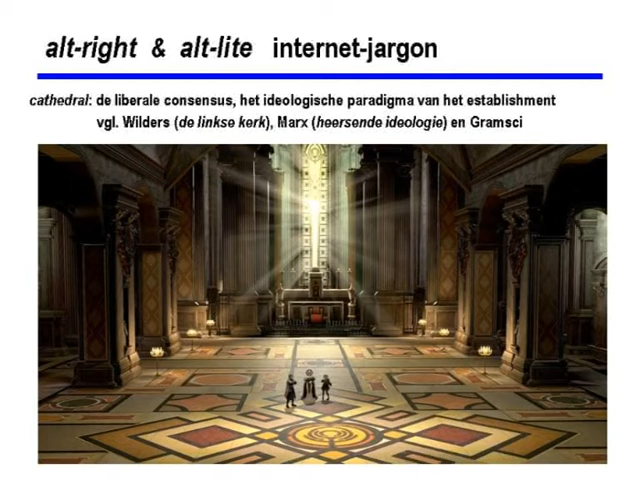 alt-right & alt-lite internet-jargon
cathedral: de liberale consensus, het ideologische paradigma van het establishment
vgl. Wilders (de linkse kerk), Marx (heersende ideologie) en Gramsci